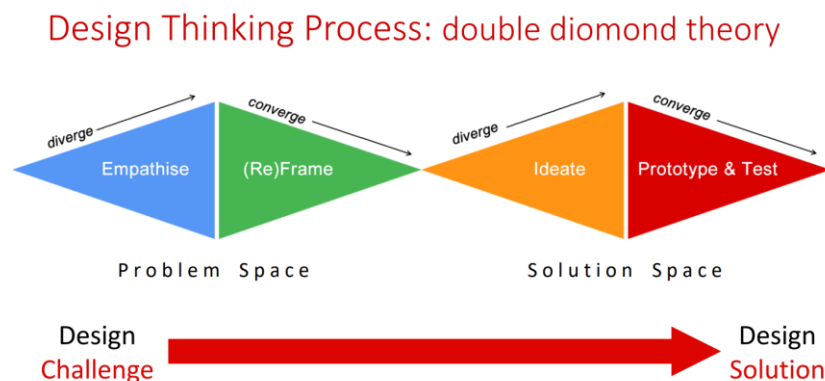 Design Thinking Process: double diomond theory
diverge
converge
diverge
converge
Empathise
(Re)Frame
Ideate
Prototype & Test
Problem Space
Solution Space
Design
Challenge
Design
Solution